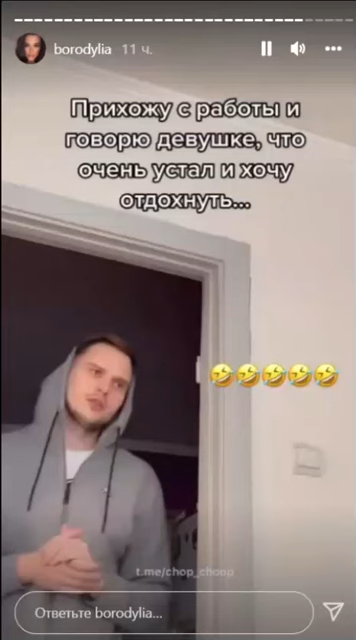 borodylia 11 ч.
Прихожу с работы и
говорю девушке, что
очень устал и хочу
отдохнуть...
🤣🤣🤣🤣🤣
t.me/chop_choop
Ответьте borodylia...